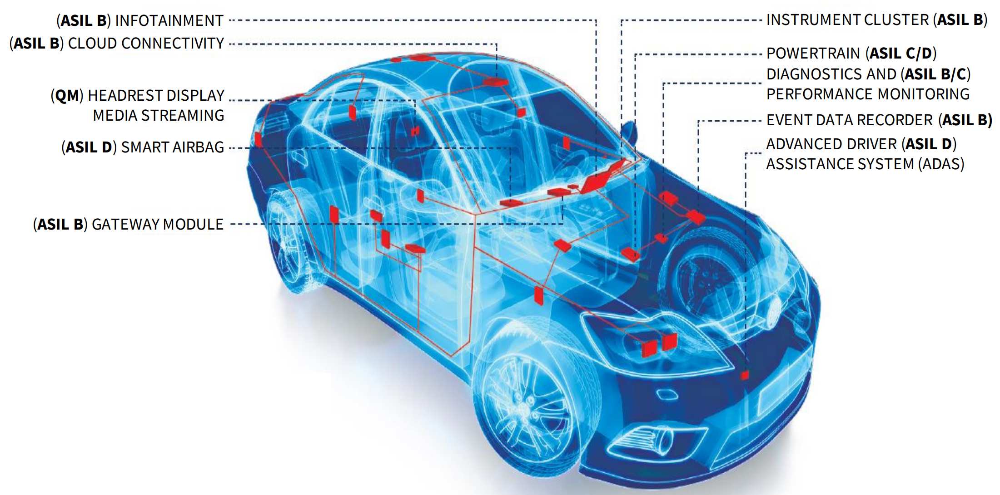 (ASIL B) INFOTAINMENT
(ASIL B) CLOUD CONNECTIVITY
(QM) HEADREST DISPLAY
MEDIA STREAMING
(ASIL D) SMART AIRBAG
(ASIL B) GATEWAY MODULE
INSTRUMENT CLUSTER (ASIL B)
POWERTRAIN (ASIL C/D)
DIAGNOSTICS AND (ASIL B/C)
PERFORMANCE MONITORING
EVENT DATA RECORDER (ASIL B)
ADVANCED DRIVER (ASIL D)
ASSISTANCE SYSTEM (ADAS)